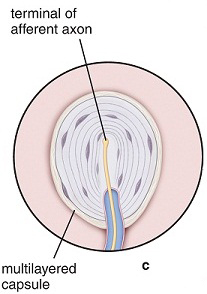 terminal of
afferent axon
c
multilayered
capsule